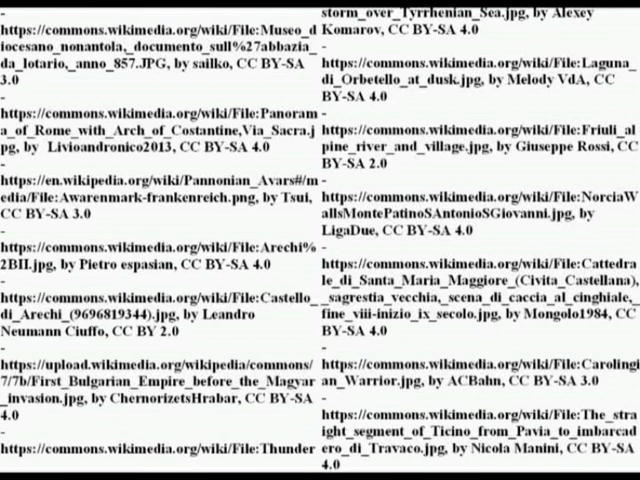 -
https://commons.wikimedia.org/wiki/File:Museo_d
iocesano_nonantola,_documento_sull%27abbazia_
da_lotario,_anno_857.JPG, by sailko, CC BY-SA
3.0
-
https://commons.wikimedia.org/wiki/File:Panoram
a_of_Rome_with_Arch_of_Costantine,Via_Sacra.j
pg, by Livioandronico2013, CC BY-SA 4.0
-
https://en.wikipedia.org/wiki/Pannonian_Avars#/m
edia/File:Awarenmark-frankenreich.png, by Tsui,
CC BY-SA 3.0
-
https://commons.wikimedia.org/wiki/File:Arechi%
2BII.jpg, by Pietro espasian, CC BY-SA 4.0
-
https://commons.wikimedia.org/wiki/File:Castello_
di_Arechi_(9696819344).jpg, by Leandro
Neumann Ciuffo, CC BY 2.0
-
https://upload.wikimedia.org/wikipedia/commons/
7/7b/First_Bulgarian_Empire_before_the_Magyar
_invasion.jpg, by ChernorizetsHrabar, CC BY-SA
4.0
-
https://commons.wikimedia.org/wiki/File:Thunder
storm_over_Tyrrhenian_Sea.jpg, by Alexey
Komarov, CC BY-SA 4.0
-
https://commons.wikimedia.org/wiki/File:Laguna_
di_Orbetello_at_dusk.jpg, by Melody VdA, CC
BY-SA 4.0
-
https://commons.wikimedia.org/wiki/File:Friuli_al
pine_river_and_village.jpg, by Giuseppe Rossi, CC
BY-SA 2.0
-
https://commons.wikimedia.org/wiki/File:NorciaW
allsMontePatinoSAntonioSGiovanni.jpg, by
LigaDue, CC BY-SA 4.0
-
https://commons.wikimedia.org/wiki/File:Cattedra
le_di_Santa_Maria_Maggiore_(Civita_Castellana),
_sagrestia_vecchia,_scena_di_caccia_al_cinghiale,_
fine_viii-inizio_ix_secolo.jpg, by Mongolo1984, CC
BY-SA 4.0
-
https://commons.wikimedia.org/wiki/File:Carolingi
an_Warrior.jpg, by ACBahn, CC BY-SA 3.0
-
https://commons.wikimedia.org/wiki/File:The_stra
ight_segment_of_Ticino_from_Pavia_to_imbarcad
ero_di_Travaco.jpg, by Nicola Manini, CC BY-SA
4.0